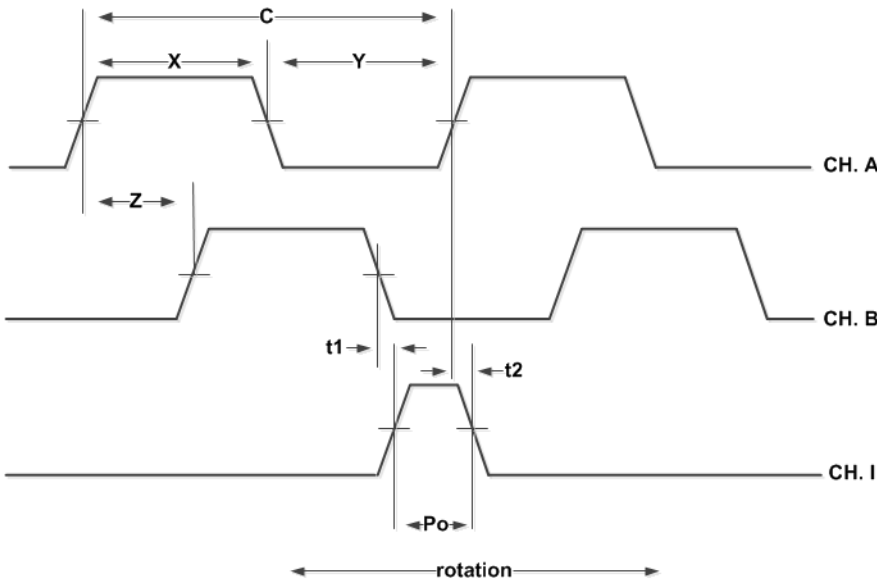 C
X
Y
CH. A
Z
CH. B
t1
t2
CH. I
Po
rotation